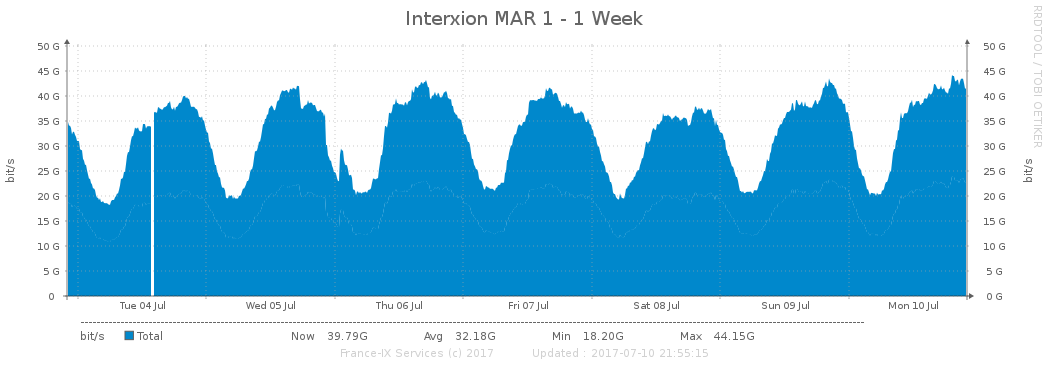 Interxion MAR 1 - 1 Week
RRDTOOL / TOBI OETIKER
50 G 50 G
45 G 45 G
40 G 40 G
35 G 35 G
30 G 30 G
25 G 25 G
20 G 20 G
15 G 15 G
10 G 10 G
5 G 5 G
0 0 G
bit/s bit/s
Tue 04 Jul Wed 05 Jul Thu 06 Jul Fri 07 Jul Sat 08 Jul Sun 09 Jul Mon 10 Jul
bit/s Total Now 39.79G Avg 32.18G Min 18.20G Max 44.15G
France-IX Services (c) 2017 Updated : 2017-07-10 21:55:15